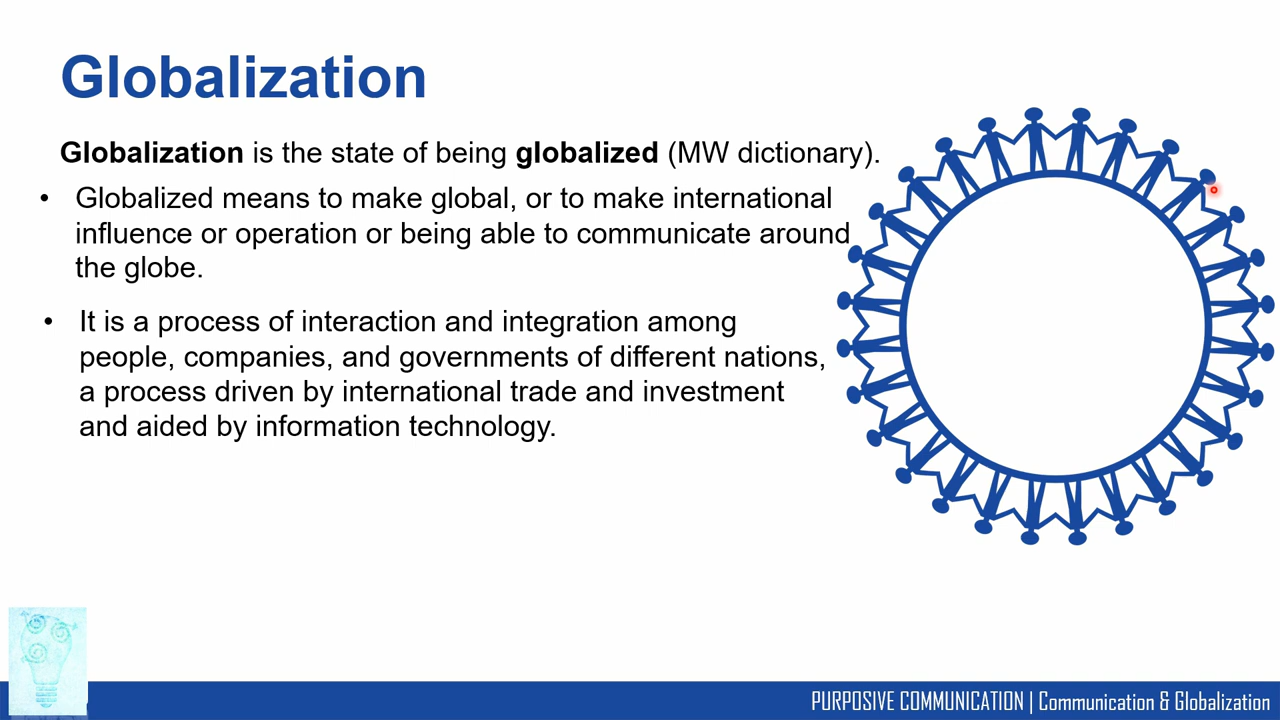 Globalization
Globalization is the state of being globalized (MW dictionary).
• Globalized means to make global, or to make international
influence or operation or being able to communicate around
the globe.
• It is a process of interaction and integration among
people, companies, and governments of different nations,
a process driven by international trade and investment
and aided by information technology.
PURPOSIVE COMMUNICATION | Communication & Globalization